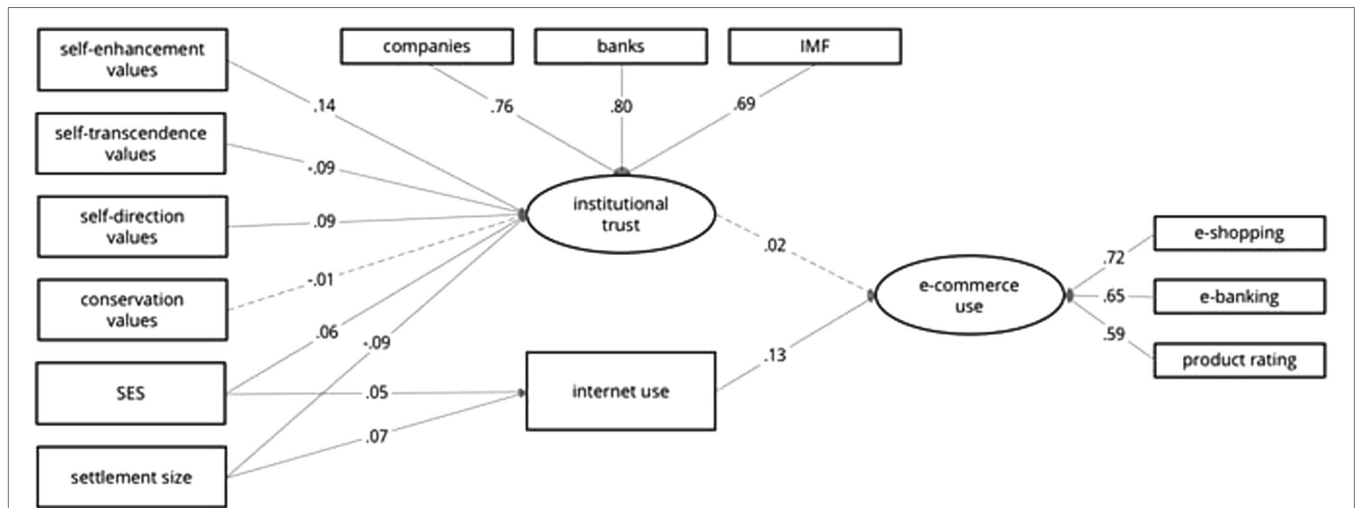 self-enhancement
values
companies
banks
IMF
.14
.76
.80
.69
self-transcendence
values
-.09
self-direction
values
.09
institutional
trust
.02
e-shopping
.72
conservation
values
-.01
e-commerce
use
.65
e-banking
.06
-.09
.13
.59
product rating
SES
.05
internet use
.07
settlement size